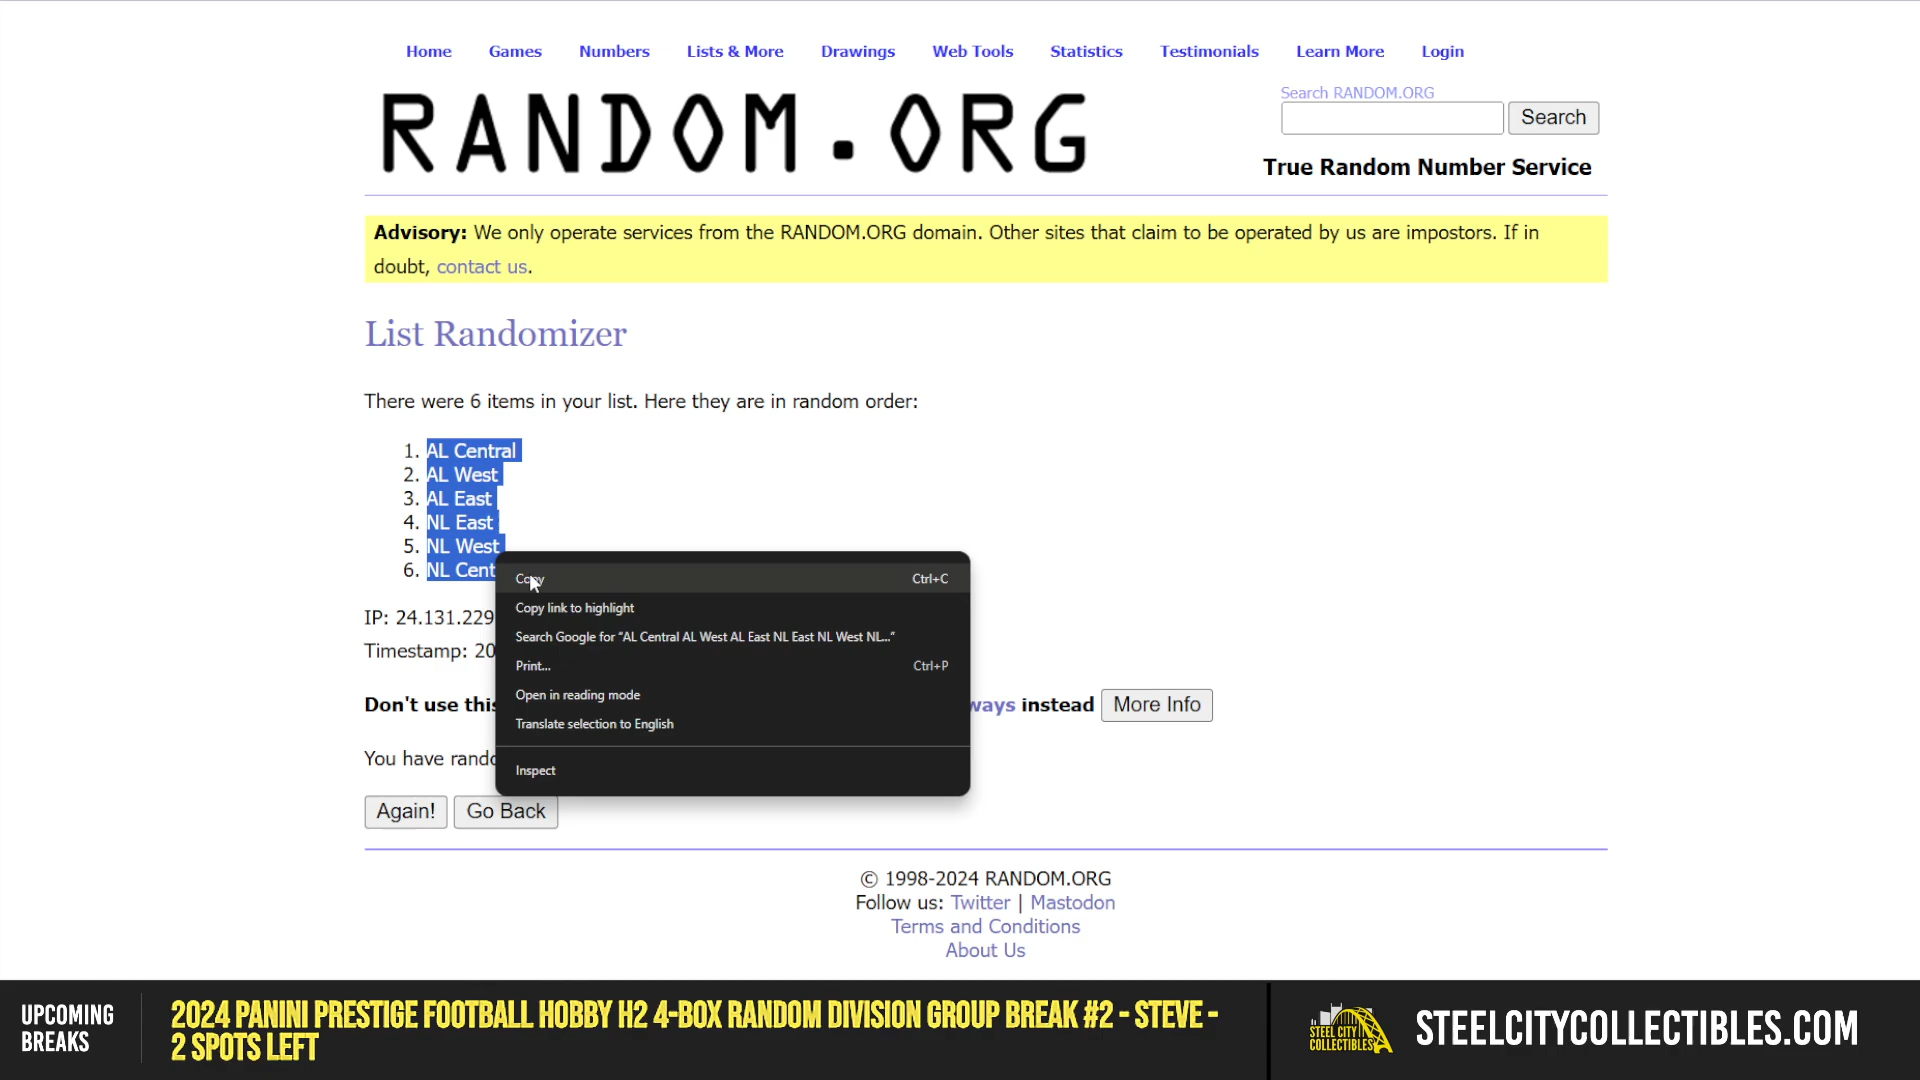 Home Games Numbers Lists & More Drawings Web Tools Statistics Testimonials Learn More Login
RANDOM.ORG
Search RANDOM.ORG
Search
True Random Number Service
Advisory: We only operate services from the RANDOM.ORG domain. Other sites that claim to be operated by us are impostors. If in
doubt, contact us.
List Randomizer
There were 6 items in your list. Here they are in random order:
1. AL Central
2. AL West
3. AL East
4. NL East
5. NL West
6. NL Cent
Copy Ctrl+C
Copy link to highlight
Search Google for “AL Central AL West AL East NL East NL West NL...”
Print... Ctrl+P
Open in reading mode
Translate selection to English
Inspect
IP: 24.131.229
Timestamp: 20
Don't use this ways instead More Info
You have rando
Again! Go Back
© 1998-2024 RANDOM.ORG
Follow us: Twitter | Mastodon
Terms and Conditions
About Us
UPCOMING
BREAKS
2024 PANINI PRESTIGE FOOTBALL HOBBY H2 4-BOX RANDOM DIVISION GROUP BREAK #2 - STEVE -
2 SPOTS LEFT
STEEL CITY
COLLECTIBLES
STEELCITYCOLLECTIBLES.COM